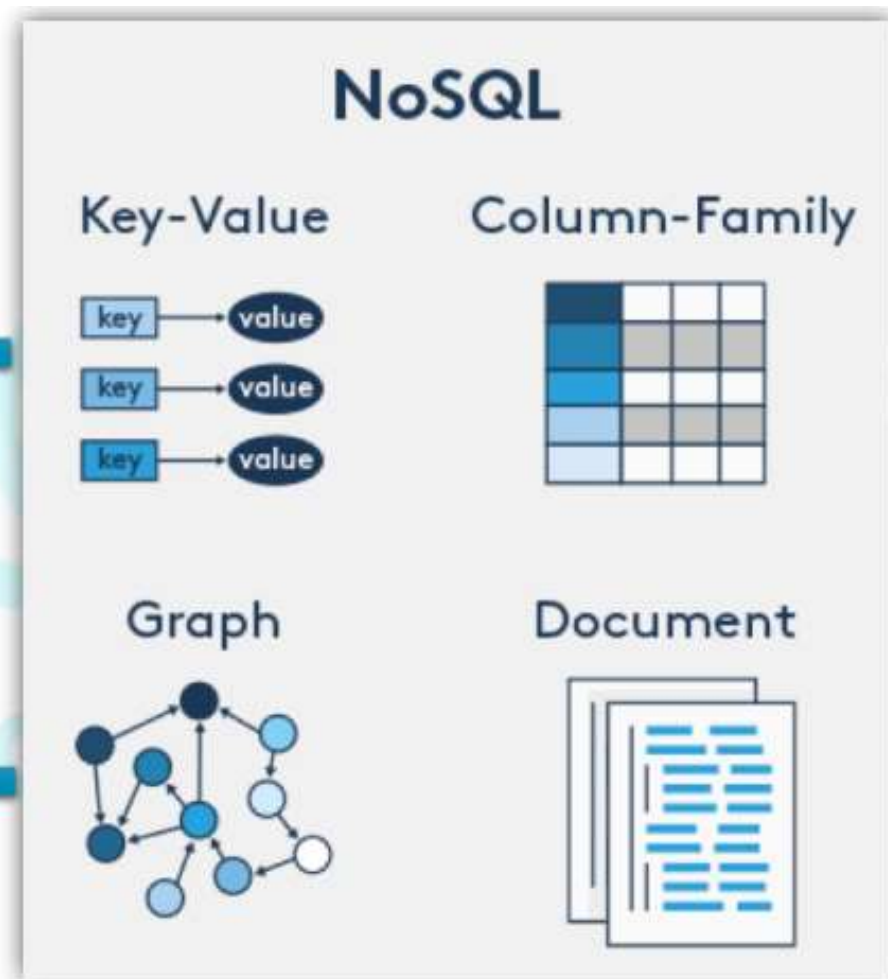 NoSQL
Key-Value
Column-Family
key value
key value
key value
Graph
Document